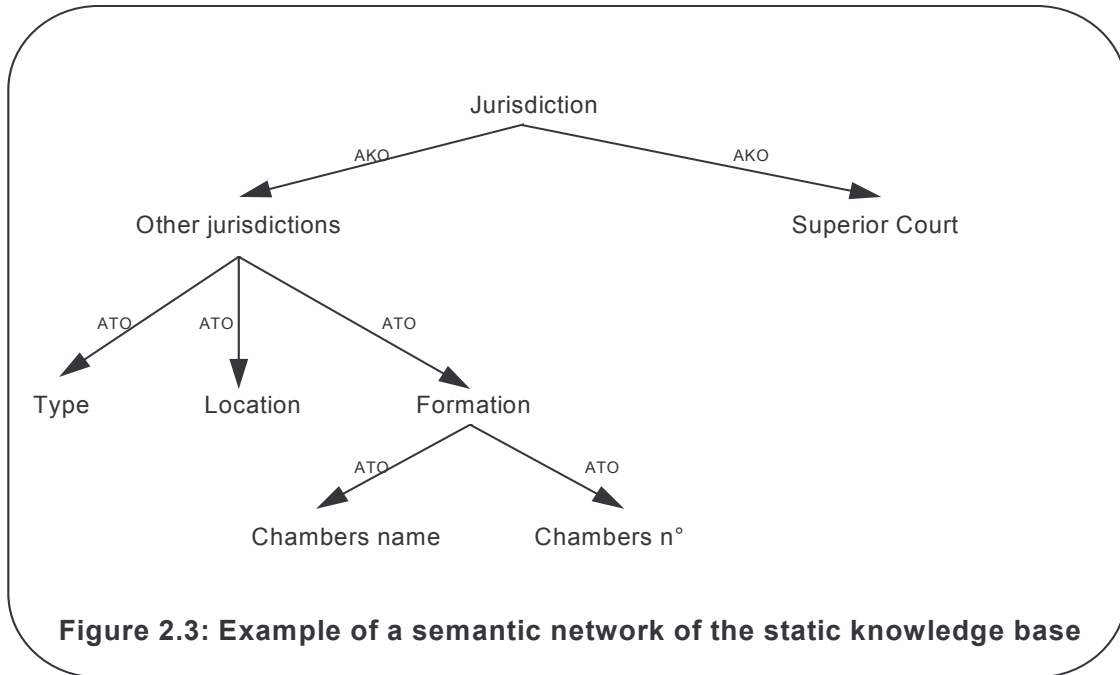 Jurisdiction
AKO
AKO
Other jurisdictions
Superior Court
ATO
ATO
ATO
Type
Location
Formation
ATO
ATO
Chambers name
Chambers n°
Figure 2.3: Example of a semantic network of the static knowledge base